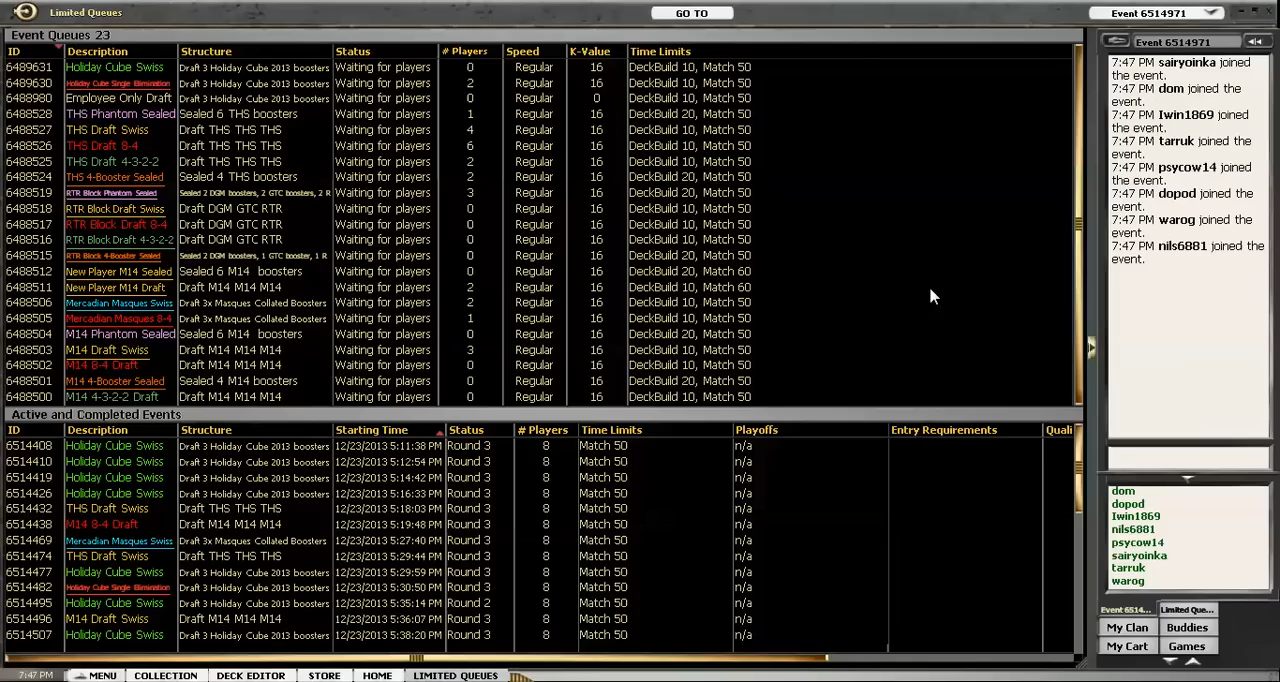 Limited Queues GO TO Event 6514971
Event Queues 23
ID Description Structure Status # Players Speed K-Value Time Limits
6489631 Holiday Cube Swiss Draft 3 Holiday Cube 2013 boosters Waiting for players 0 Regular 16 DeckBuild 10, Match 50
6489630 Holiday Cube Single Elimination Draft 3 Holiday Cube 2013 boosters Waiting for players 2 Regular 16 DeckBuild 10, Match 50
6488980 Employee Only Draft Draft 3 Holiday Cube 2013 boosters Waiting for players 0 Regular 0 DeckBuild 10, Match 50
6488528 THS Phantom Sealed Sealed 6 THS boosters Waiting for players 1 Regular 16 DeckBuild 20, Match 50
6488527 THS Draft Swiss Draft THS THS THS Waiting for players 4 Regular 16 DeckBuild 10, Match 50
6488526 THS Draft 8-4 Draft THS THS THS Waiting for players 6 Regular 16 DeckBuild 10, Match 50
6488525 THS Draft 4-3-2-2 Draft THS THS THS Waiting for players 2 Regular 16 DeckBuild 10, Match 50
6488524 THS 4-Booster Sealed Sealed 4 THS boosters Waiting for players 2 Regular 16 DeckBuild 20, Match 50
6488519 RTR Block Phantom Sealed Sealed 2 DGM boosters, 2 GTC boosters, 2 R Waiting for players 3 Regular 16 DeckBuild 20, Match 50
6488518 RTR Block Draft Swiss Draft DGM GTC RTR Waiting for players 0 Regular 16 DeckBuild 10, Match 50
6488517 RTR Block Draft 8-4 Draft DGM GTC RTR Waiting for players 0 Regular 16 DeckBuild 10, Match 50
6488516 RTR Block Draft 4-3-2-2 Draft DGM GTC RTR Waiting for players 0 Regular 16 DeckBuild 10, Match 50
6488515 RTR Block 4-Booster Sealed Sealed 2 DGM boosters, 1 GTC booster, 1 R Waiting for players 0 Regular 16 DeckBuild 20, Match 50
6488512 New Player M14 Sealed Sealed 6 M14 boosters Waiting for players 0 Regular 16 DeckBuild 20, Match 60
6488511 New Player M14 Draft Draft M14 M14 M14 Waiting for players 2 Regular 16 DeckBuild 10, Match 60
6488506 Mercadian Masques Swiss Draft 3x Masques Collated Boosters Waiting for players 2 Regular 16 DeckBuild 10, Match 50
6488505 Mercadian Masques 8-4 Draft 3x Masques Collated Boosters Waiting for players 1 Regular 16 DeckBuild 10, Match 50
6488504 M14 Phantom Sealed Sealed 6 M14 boosters Waiting for players 0 Regular 16 DeckBuild 20, Match 50
6488503 M14 Draft Swiss Draft M14 M14 M14 Waiting for players 3 Regular 16 DeckBuild 10, Match 50
6488502 M14 8-4 Draft Draft M14 M14 M14 Waiting for players 0 Regular 16 DeckBuild 10, Match 50
6488501 M14 4-Booster Sealed Sealed 4 M14 boosters Waiting for players 0 Regular 16 DeckBuild 20, Match 50
6488500 M14 4-3-2-2 Draft Draft M14 M14 M14 Waiting for players 0 Regular 16 DeckBuild 10, Match 50
Active and Completed Events
ID Description Structure Starting Time Status # Players Time Limits Playoffs Entry Requirements Quali
6514408 Holiday Cube Swiss Draft 3 Holiday Cube 2013 boosters 12/23/2013 5:11:38 PM Round 3 8 Match 50 n/a
6514410 Holiday Cube Swiss Draft 3 Holiday Cube 2013 boosters 12/23/2013 5:12:54 PM Round 3 8 Match 50 n/a
6514419 Holiday Cube Swiss Draft 3 Holiday Cube 2013 boosters 12/23/2013 5:14:42 PM Round 3 8 Match 50 n/a
6514426 Holiday Cube Swiss Draft 3 Holiday Cube 2013 boosters 12/23/2013 5:16:33 PM Round 3 8 Match 50 n/a
6514432 THS Draft Swiss Draft THS THS THS 12/23/2013 5:18:03 PM Round 3 8 Match 50 n/a
6514438 M14 8-4 Draft Draft M14 M14 M14 12/23/2013 5:19:48 PM Round 3 8 Match 50 n/a
6514469 Mercadian Masques Swiss Draft 3x Masques Collated Boosters 12/23/2013 5:27:40 PM Round 3 8 Match 50 n/a
6514474 THS Draft Swiss Draft THS THS THS 12/23/2013 5:29:44 PM Round 3 8 Match 50 n/a
6514477 Holiday Cube Swiss Draft 3 Holiday Cube 2013 boosters 12/23/2013 5:29:59 PM Round 3 8 Match 50 n/a
6514482 Holiday Cube Single Elimination Draft 3 Holiday Cube 2013 boosters 12/23/2013 5:30:50 PM Round 3 8 Match 50 n/a
6514495 Holiday Cube Swiss Draft 3 Holiday Cube 2013 boosters 12/23/2013 5:35:14 PM Round 2 8 Match 50 n/a
6514496 M14 Draft Swiss Draft M14 M14 M14 12/23/2013 5:36:07 PM Round 3 8 Match 50 n/a
6514507 Holiday Cube Swiss Draft 3 Holiday Cube 2013 boosters 12/23/2013 5:38:20 PM Round 3 8 Match 50 n/a
Event 6514971
7:47 PM sairyoinka joined
the event.
7:47 PM dom joined the
event.
7:47 PM Iwin1869 joined
the event.
7:47 PM tarruk joined the
event.
7:47 PM psycow14 joined
the event.
7:47 PM dopod joined the
event.
7:47 PM warog joined the
event.
7:47 PM nils6881 joined the
event.
dom
dopod
Iwin1869
nils6881
psycow14
sairyoinka
tarruk
warog
Event 6514... Limited Que...
My Clan Buddies
My Cart Games
7:47 PM MENU COLLECTION DECK EDITOR STORE HOME LIMITED QUEUES